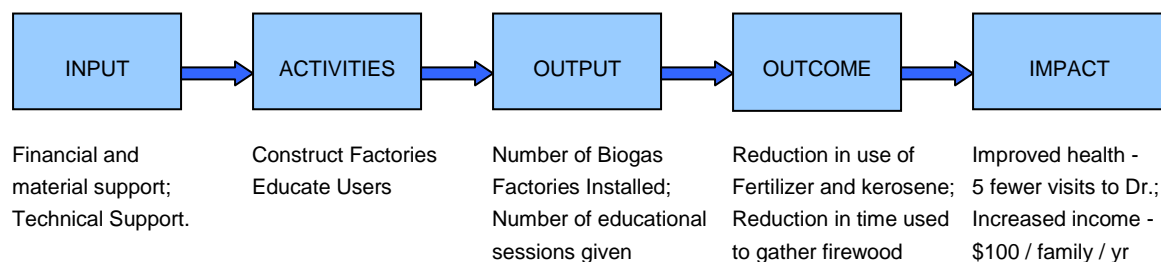 INPUT
ACTIVITIES
OUTPUT
OUTCOME
IMPACT
Financial and
material support;
Technical Support.
Construct Factories
Educate Users
Number of Biogas
Factories Installed;
Number of educational
sessions given
Reduction in use of
Fertilizer and kerosene;
Reduction in time used
to gather firewood
Improved health -
5 fewer visits to Dr.;
Increased income -
$100 / family / yr